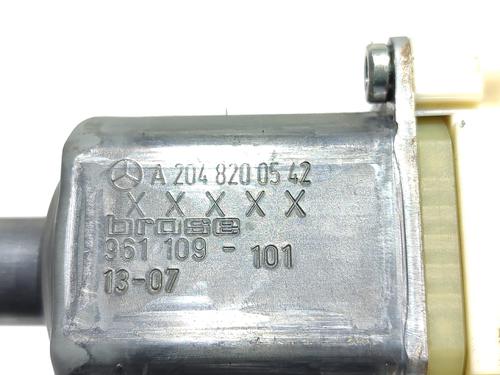 A 204 820 05 42
X X X X X
brose
961 109 - 101
13-07